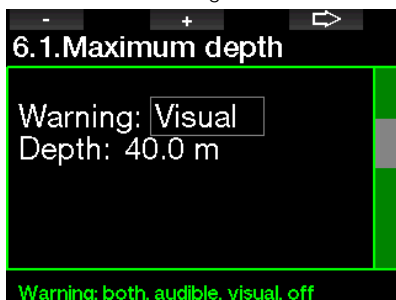 - + ⇨
6.1.Maximum depth
Warning: Visual
Depth: 40.0 m
Warning: both, audible, visual, off